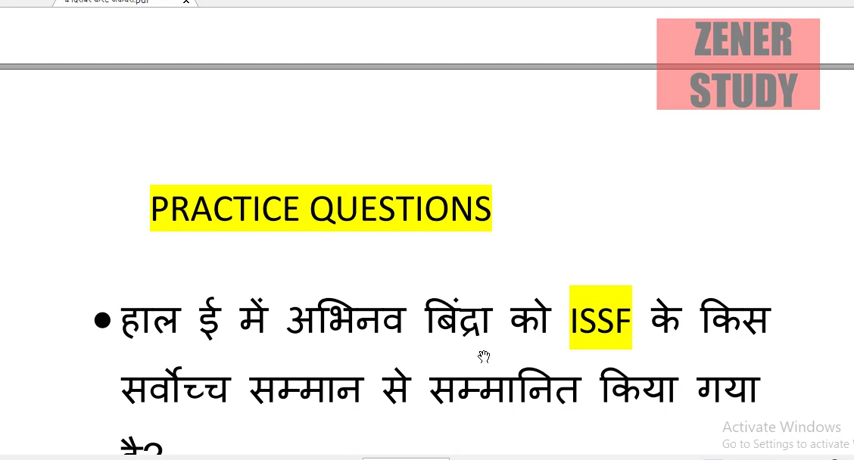 ZENER
STUDY
PRACTICE QUESTIONS
● हाल ई में अभिनव बिंद्रा को ISSF के किस
सर्वोच्च सम्मान से सम्मानित किया गया
है?
Activate Windows
Go to Settings to activate